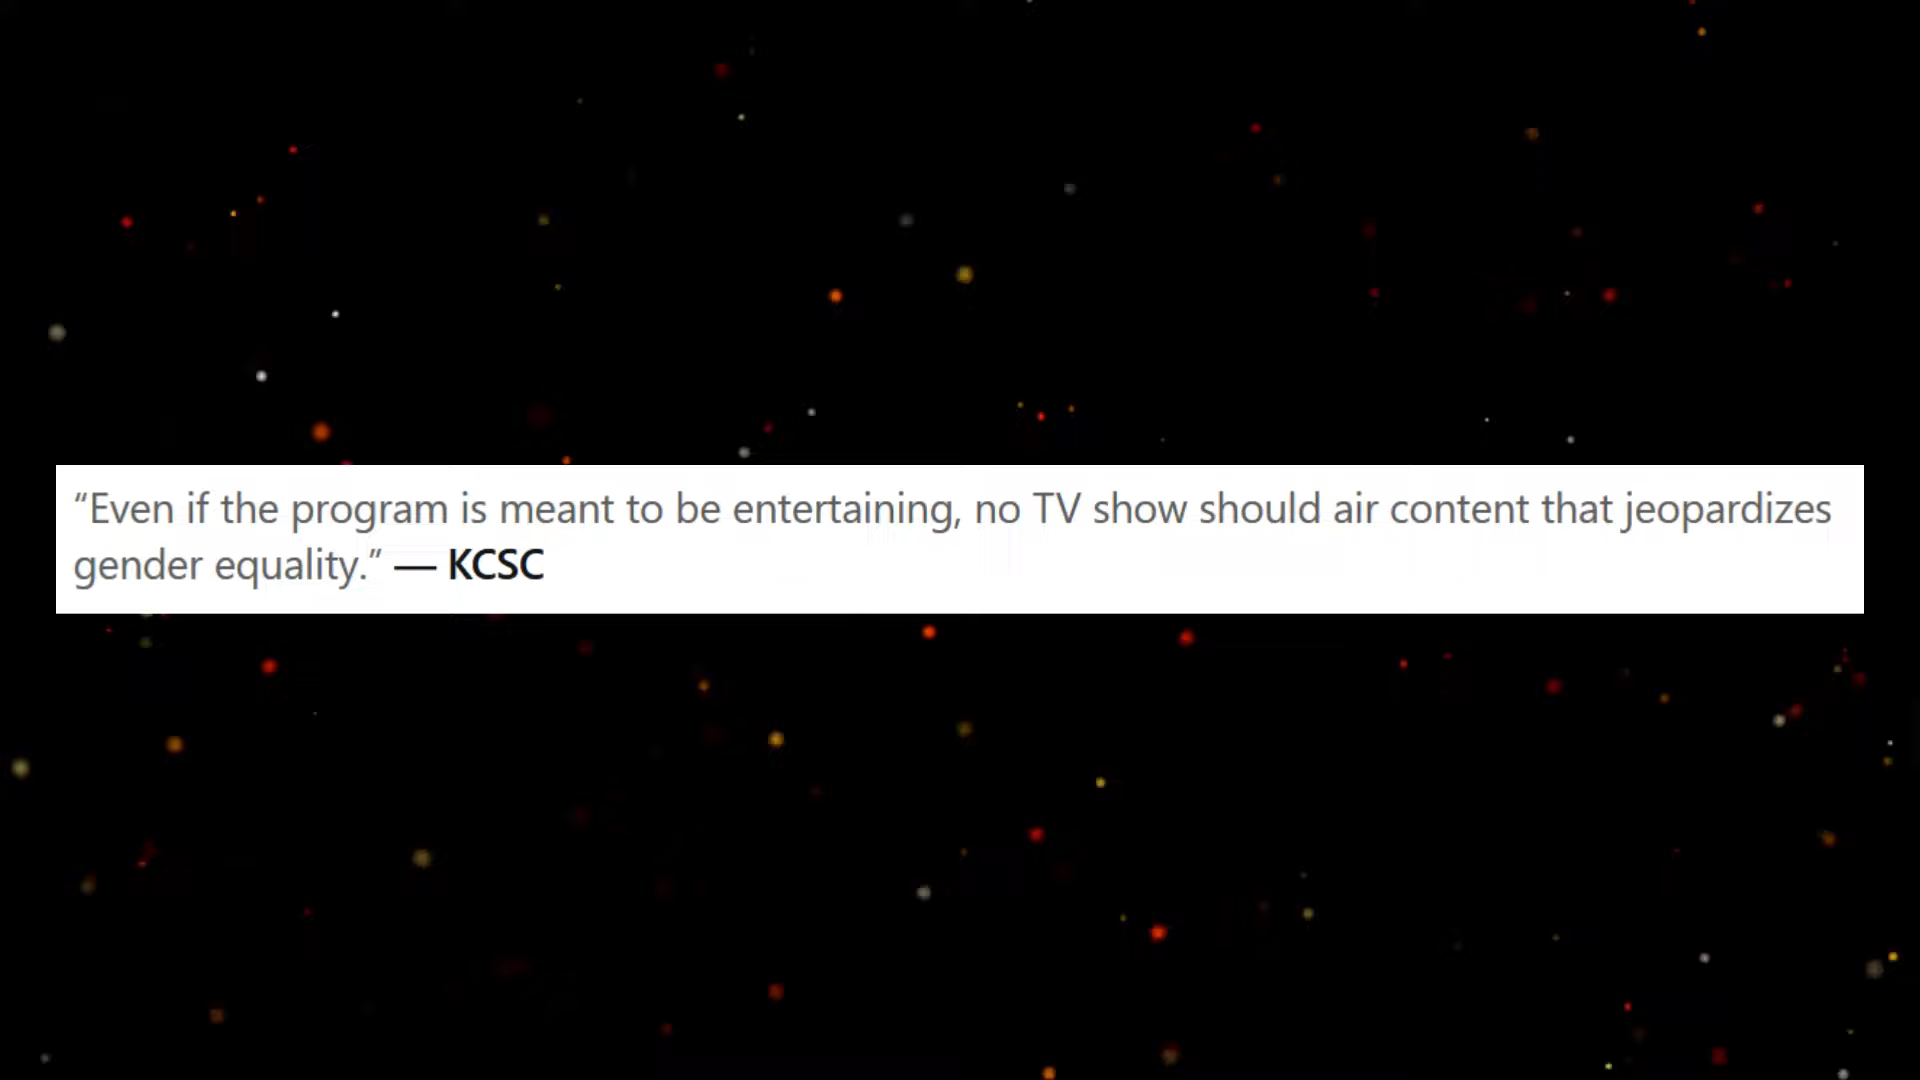 “Even if the program is meant to be entertaining, no TV show should air content that jeopardizes
gender equality.” — KCSC